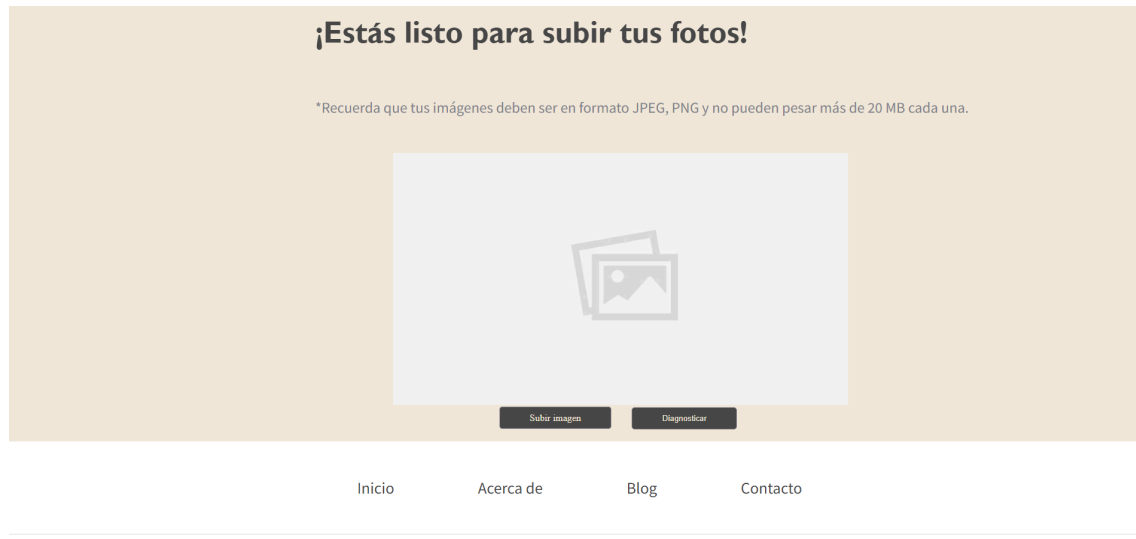 ¡Estás listo para subir tus fotos!
*Recuerda que tus imágenes deben ser en formato JPEG, PNG y no pueden pesar más de 20 MB cada una.
Subir imagen
Diagnosticar
Inicio
Acerca de
Blog
Contacto